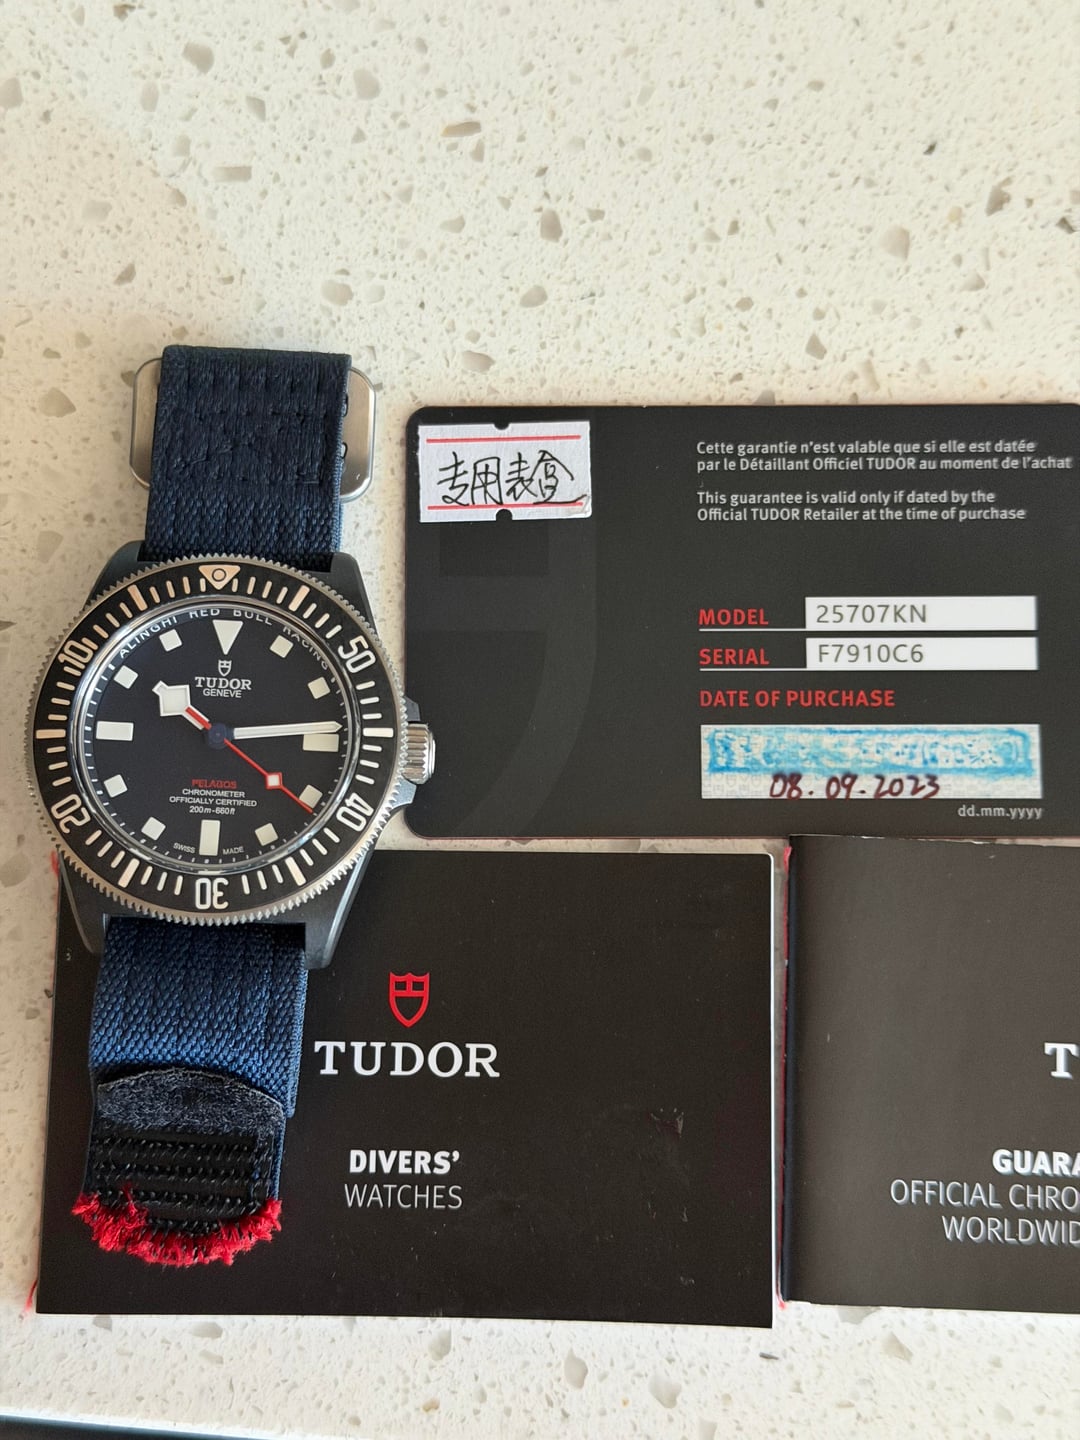 ALINGHI RED BULL RACING
TUDOR
GENEVE
PELAGOS
CHRONOMETER
OFFICIALLY CERTIFIED
200m-660ft
SWISS MADE
50
40
30
20
10
专用表盒
Cette garantie n'est valable que si elle est datée
par le Détaillant Officiel TUDOR au moment de l'achat
This guarantee is valid only if dated by the
Official TUDOR Retailer at the time of purchase
MODEL 25707KN
SERIAL F7910C6
DATE OF PURCHASE
08.09.2023
dd.mm.yyyy
TUDOR
DIVERS'
WATCHES
T
GUARA
OFFICIAL CHRO
WORLDWID